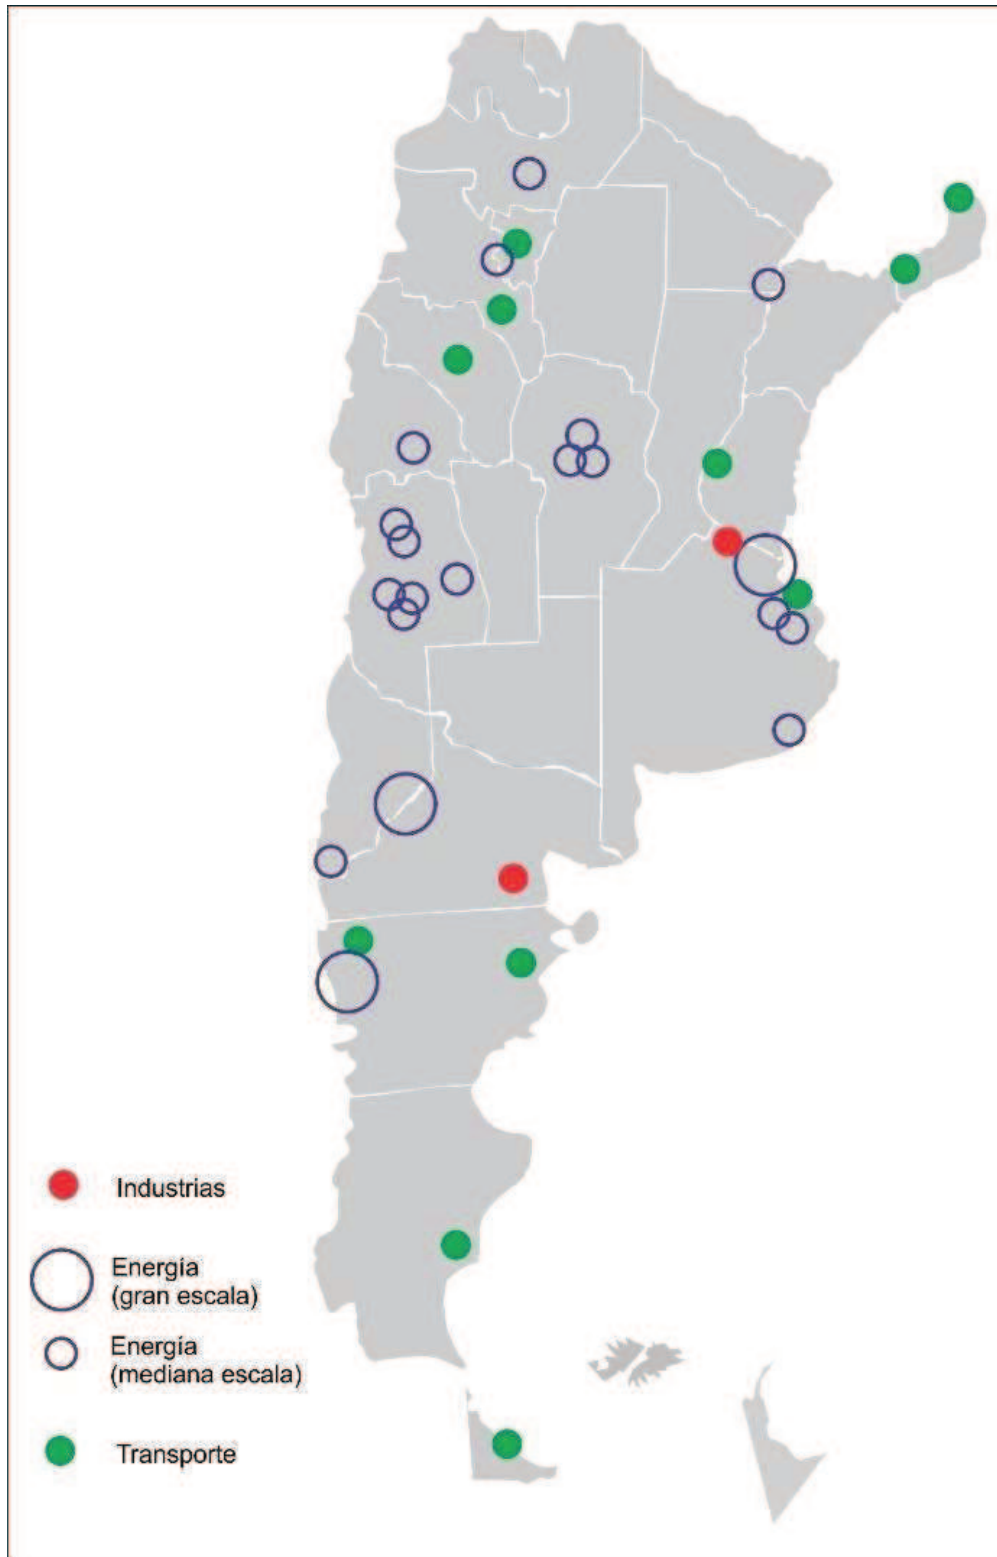 Industrias
Energía
(gran escala)
Energía
(mediana escala)
Transporte